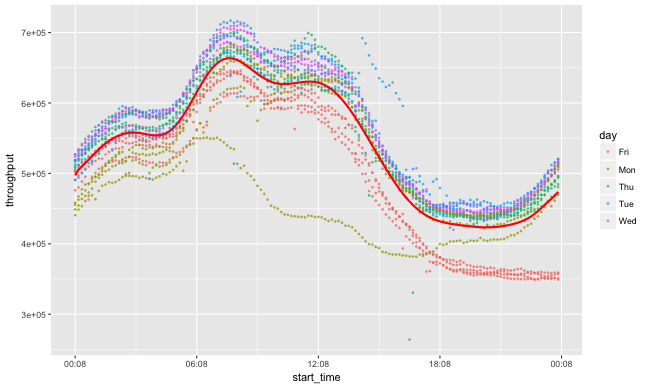 7e+05
6e+05
5e+05
4e+05
3e+05
throughput
00:08
06:08
12:08
18:08
00:08
start_time
day
Fri
Mon
Thu
Tue
Wed